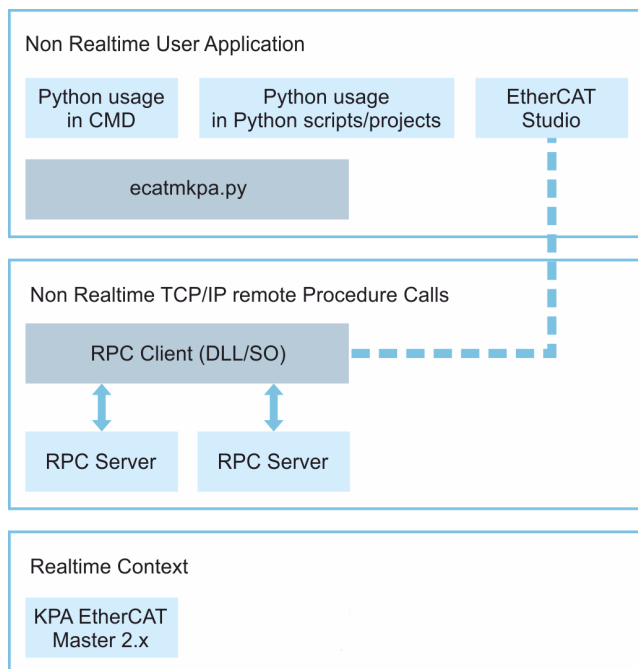 Non Realtime User Application
Python usage
in CMD
Python usage
in Python scripts/projects
EtherCAT
Studio
ecatmkpa.py
Non Realtime TCP/IP remote Procedure Calls
RPC Client (DLL/SO)
RPC Server
RPC Server
Realtime Context
KPA EtherCAT
Master 2.x